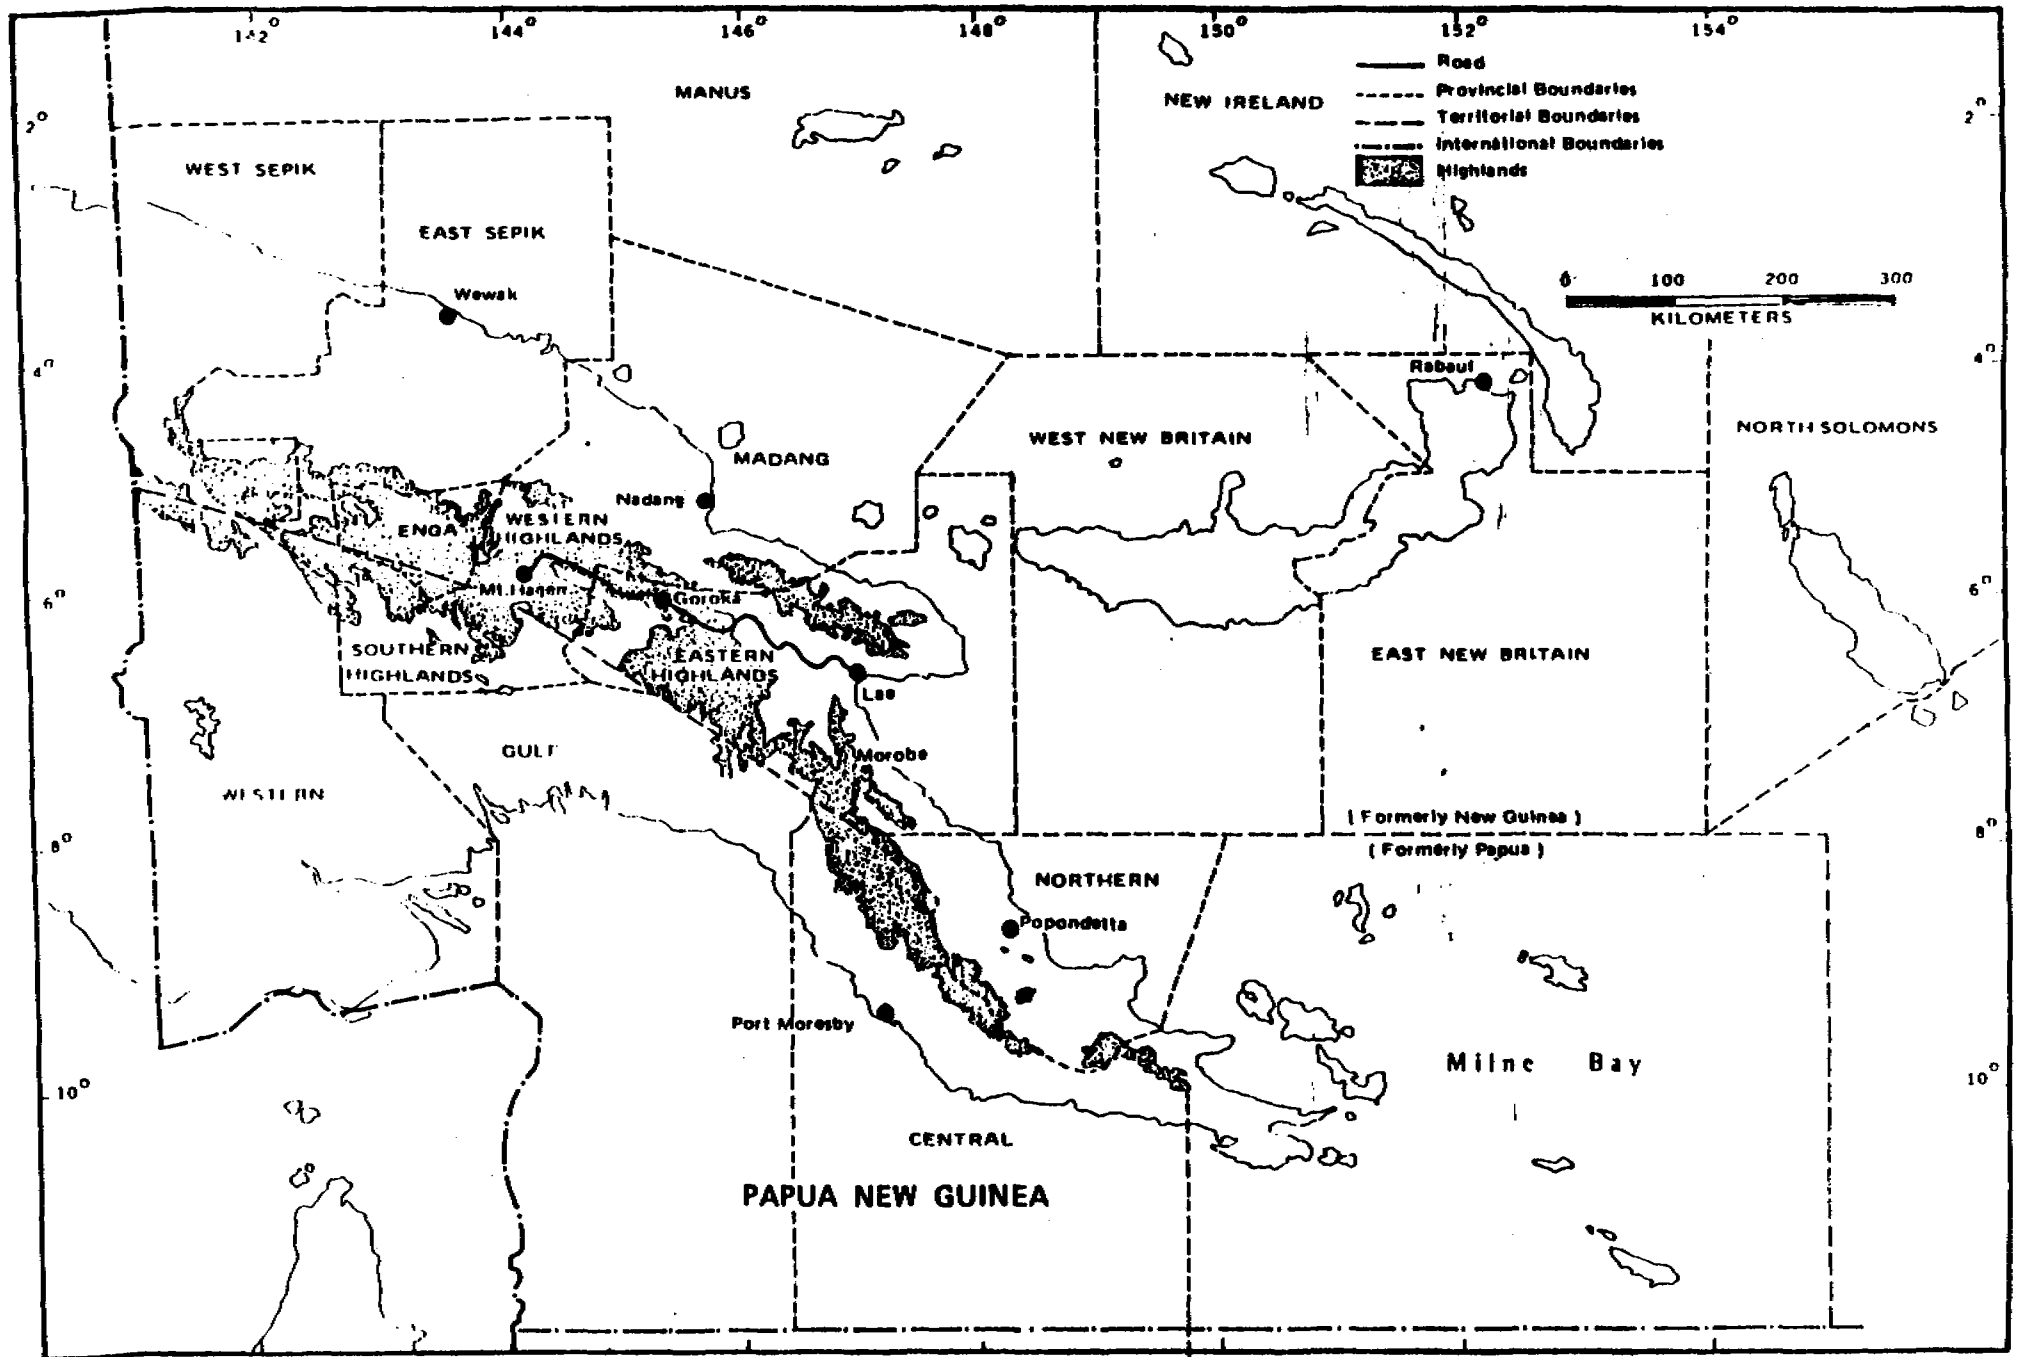 142° 144° 146° 148° 150° 152° 154°
Road
Provincial Boundaries
Territorial Boundaries
International Boundaries
Highlands
MANUS
NEW IRELAND
2° 2°
WEST SEPIK
EAST SEPIK
0 100 200 300
KILOMETERS
Wewak
4° 4°
Rabaul
NORTH SOLOMONS
WEST NEW BRITAIN
MADANG
Nadang
ENGA
WESTERN
HIGHLANDS
Mt. Hagen
Goroka
6° 6°
SOUTHERN
HIGHLANDS
EASTERN
HIGHLANDS
EAST NEW BRITAIN
Lae
GULF
Morobe
WESTERN
( Formerly New Guinea )
( Formerly Papua )
8° 8°
NORTHERN
Popondetta
Port Moresby
Milne Bay
10° 10°
CENTRAL
PAPUA NEW GUINEA